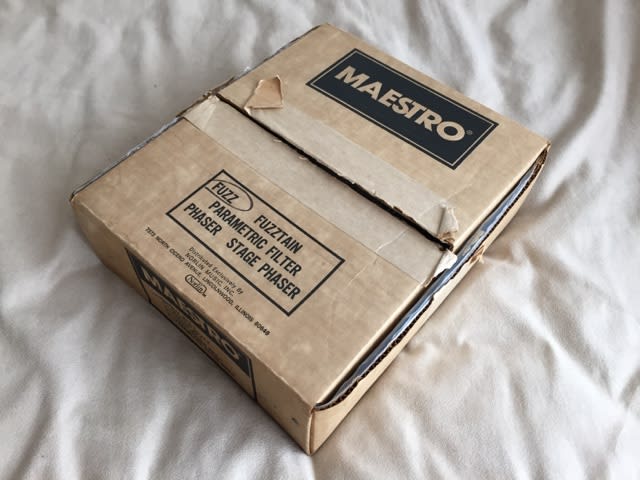 MAESTRO®
FUZZ FUZZTAIN
PARAMETRIC FILTER
PHASER STAGE PHASER
Distributed Exclusively By
NORLIN MUSIC, INC.
7373 NORTH CICERO AVENUE, LINCOLNWOOD, ILLINOIS 60646
Norlin
MAESTRO